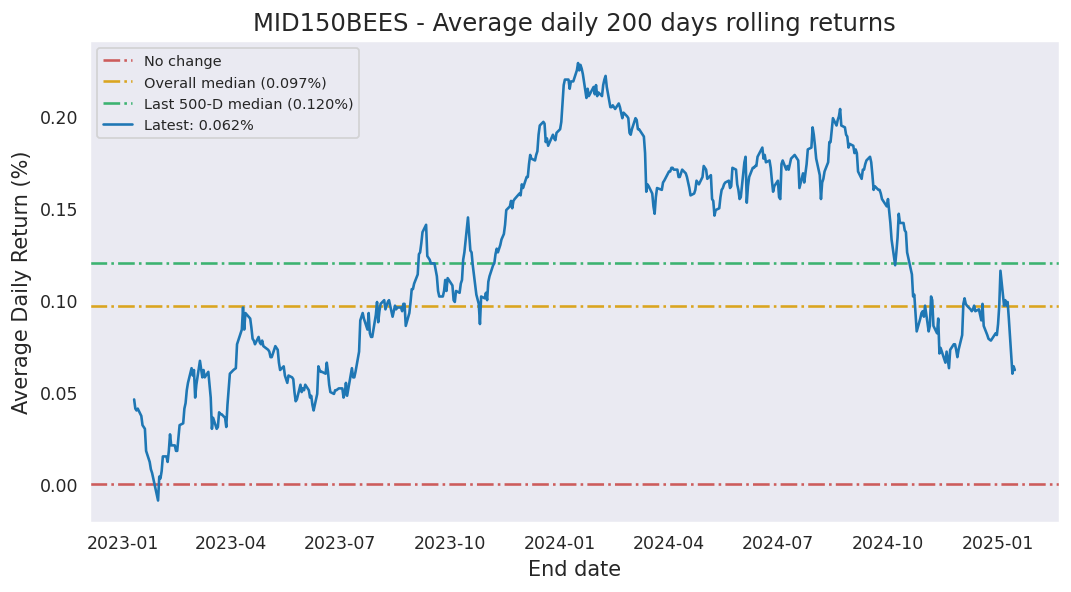 MID150BEES - Average daily 200 days rolling returns
No change
Overall median (0.097%)
Last 500-D median (0.120%)
Latest: 0.062%
Average Daily Return (%)
0.20
0.15
0.10
0.05
0.00
2023-01 2023-04 2023-07 2023-10 2024-01 2024-04 2024-07 2024-10 2025-01
End date